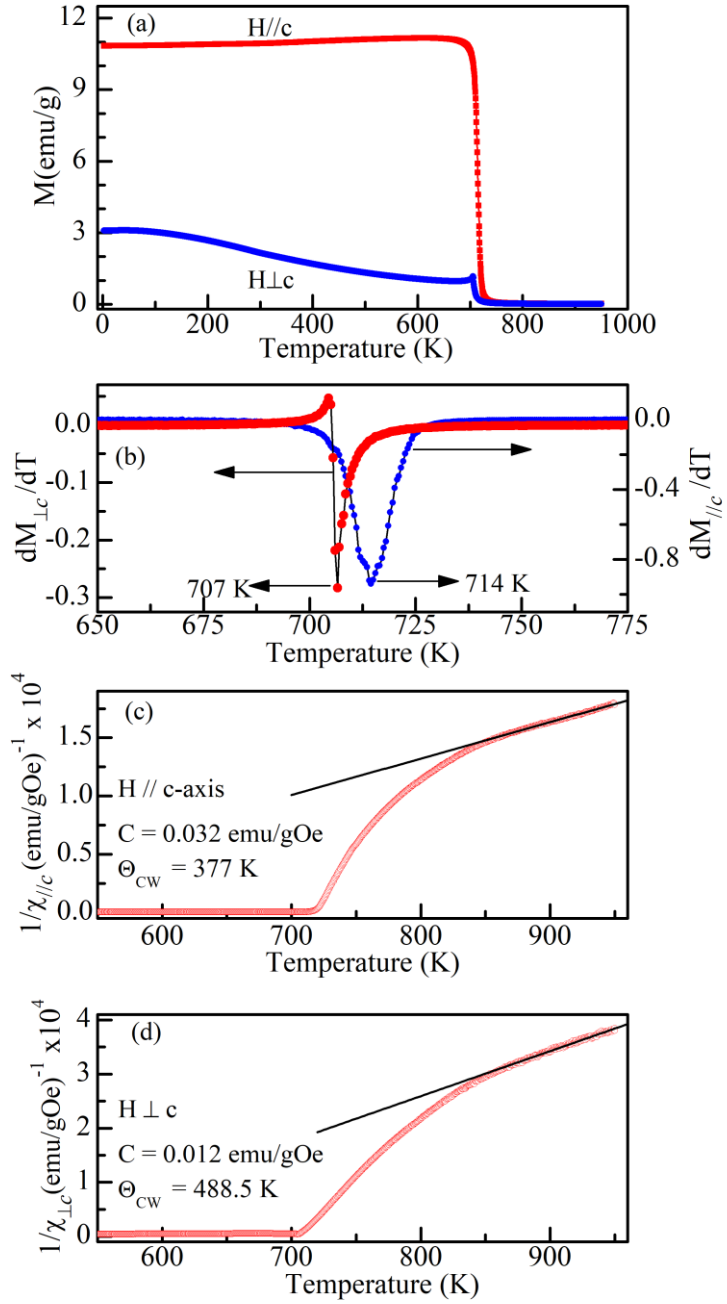 (a)
H//c
H⊥c
M(emu/g)
12
9
6
3
0
0 200 400 600 800 1000
Temperature (K)
(b)
dM⊥c/dT
0.0
-0.1
-0.2
-0.3
0.0
-0.4
-0.8
dM//c/dT
707 K
714 K
650 675 700 725 750 775
Temperature (K)
(c)
1/χ//c(emu/gOe)⁻¹ x 10⁴
1.5
1.0
0.5
0.0
H // c-axis
C = 0.032 emu/gOe
ΘCW = 377 K
600 700 800 900
Temperature (K)
(d)
1/χ⊥c(emu/gOe)⁻¹ x10⁴
4
3
2
1
0
H ⊥ c
C = 0.012 emu/gOe
ΘCW = 488.5 K
600 700 800 900
Temperature (K)